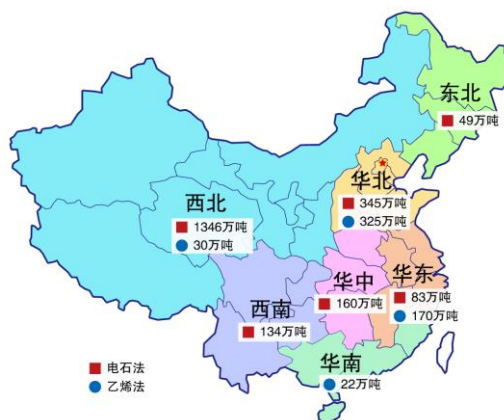 东北
49万吨
华北
345万吨
325万吨
西北
1346万吨
30万吨
华中
160万吨
华东
83万吨
170万吨
西南
134万吨
华南
22万吨
电石法
乙烯法